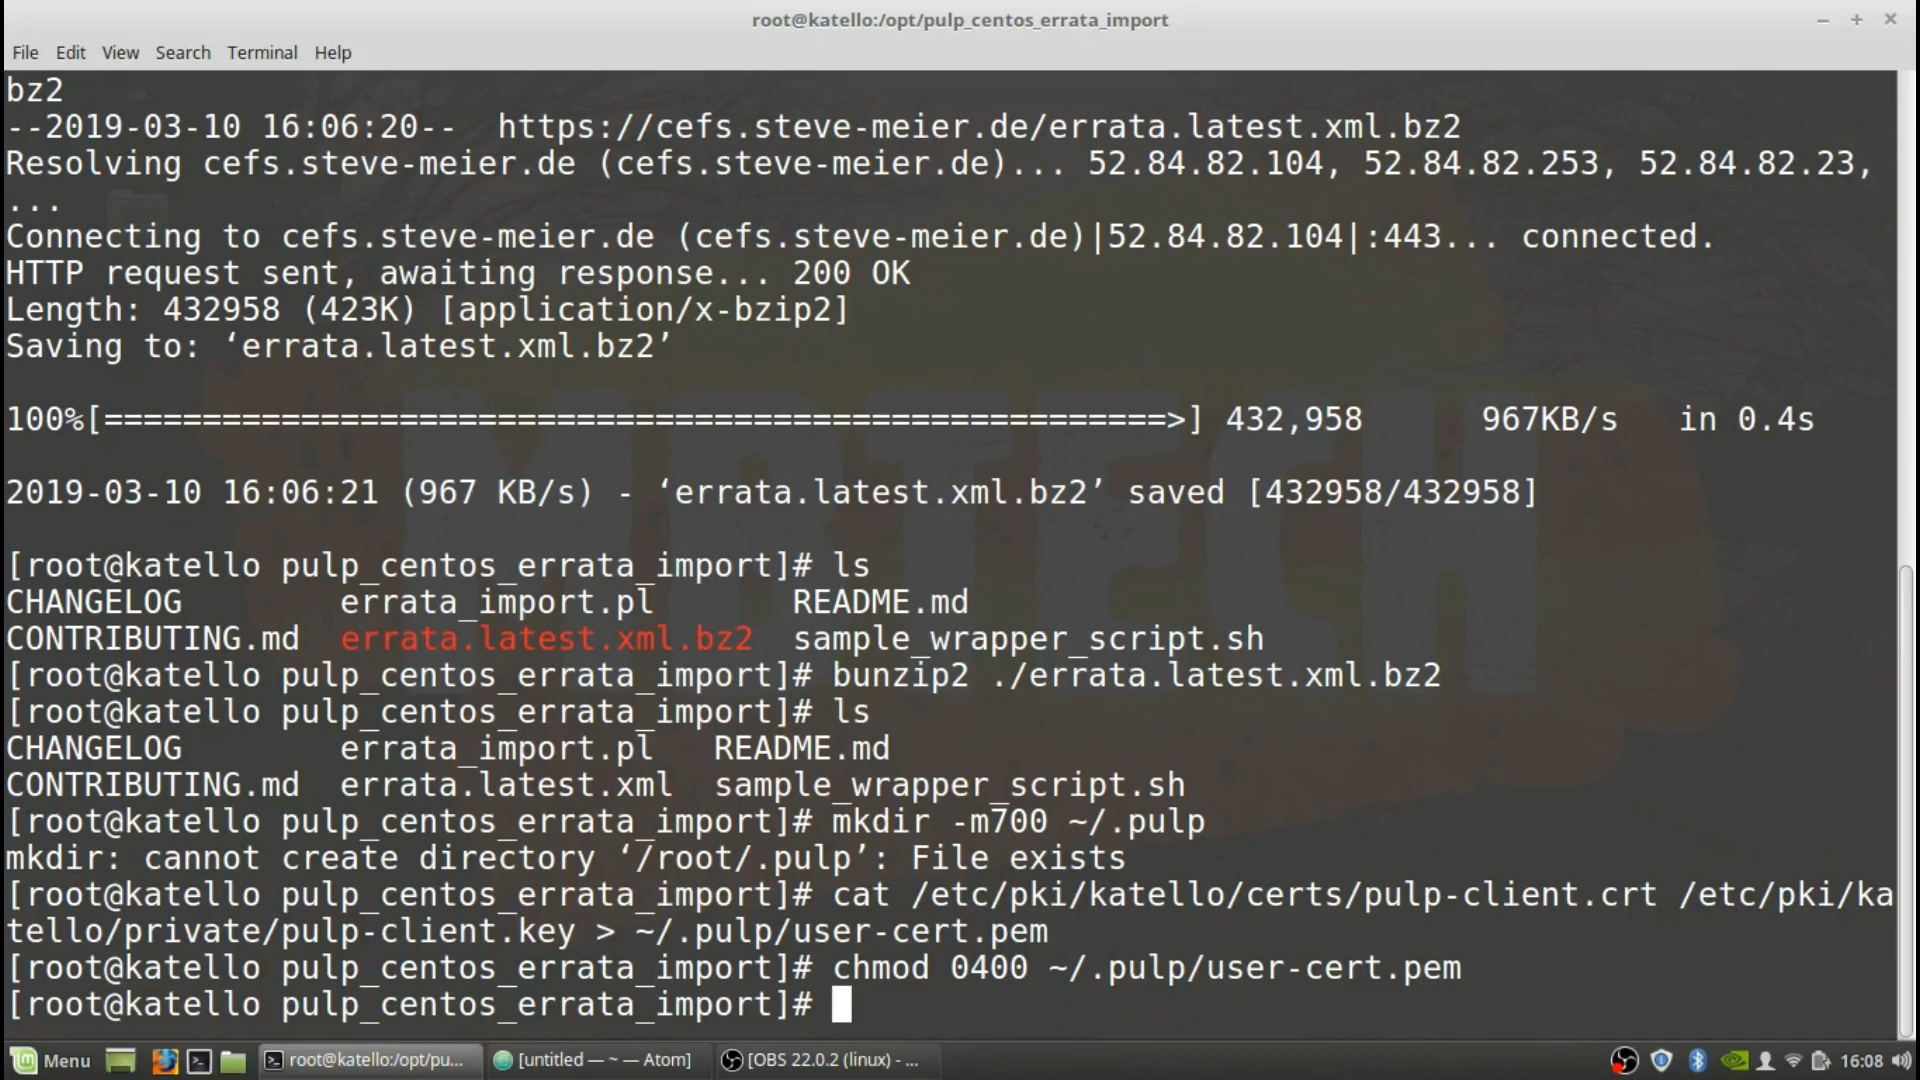 root@katello:/opt/pulp_centos_errata_import
File Edit View Search Terminal Help
bz2
--2019-03-10 16:06:20--  https://cefs.steve-meier.de/errata.latest.xml.bz2
Resolving cefs.steve-meier.de (cefs.steve-meier.de)... 52.84.82.104, 52.84.82.253, 52.84.82.23,
...
Connecting to cefs.steve-meier.de (cefs.steve-meier.de)|52.84.82.104|:443... connected.
HTTP request sent, awaiting response... 200 OK
Length: 432958 (423K) [application/x-bzip2]
Saving to: ‘errata.latest.xml.bz2’
100%[======================================================>] 432,958      967KB/s   in 0.4s
2019-03-10 16:06:21 (967 KB/s) - ‘errata.latest.xml.bz2’ saved [432958/432958]
[root@katello pulp_centos_errata_import]# ls
CHANGELOG        errata_import.pl       README.md
CONTRIBUTING.md  errata.latest.xml.bz2  sample_wrapper_script.sh
[root@katello pulp_centos_errata_import]# bunzip2 ./errata.latest.xml.bz2
[root@katello pulp_centos_errata_import]# ls
CHANGELOG        errata_import.pl   README.md
CONTRIBUTING.md  errata.latest.xml  sample_wrapper_script.sh
[root@katello pulp_centos_errata_import]# mkdir -m700 ~/.pulp
mkdir: cannot create directory ‘/root/.pulp’: File exists
[root@katello pulp_centos_errata_import]# cat /etc/pki/katello/certs/pulp-client.crt /etc/pki/ka
tello/private/pulp-client.key > ~/.pulp/user-cert.pem
[root@katello pulp_centos_errata_import]# chmod 0400 ~/.pulp/user-cert.pem
[root@katello pulp_centos_errata_import]#
Menu root@katello:/opt/pu... [untitled — ~ — Atom] [OBS 22.0.2 (linux) - ... 16:08
MRTECH